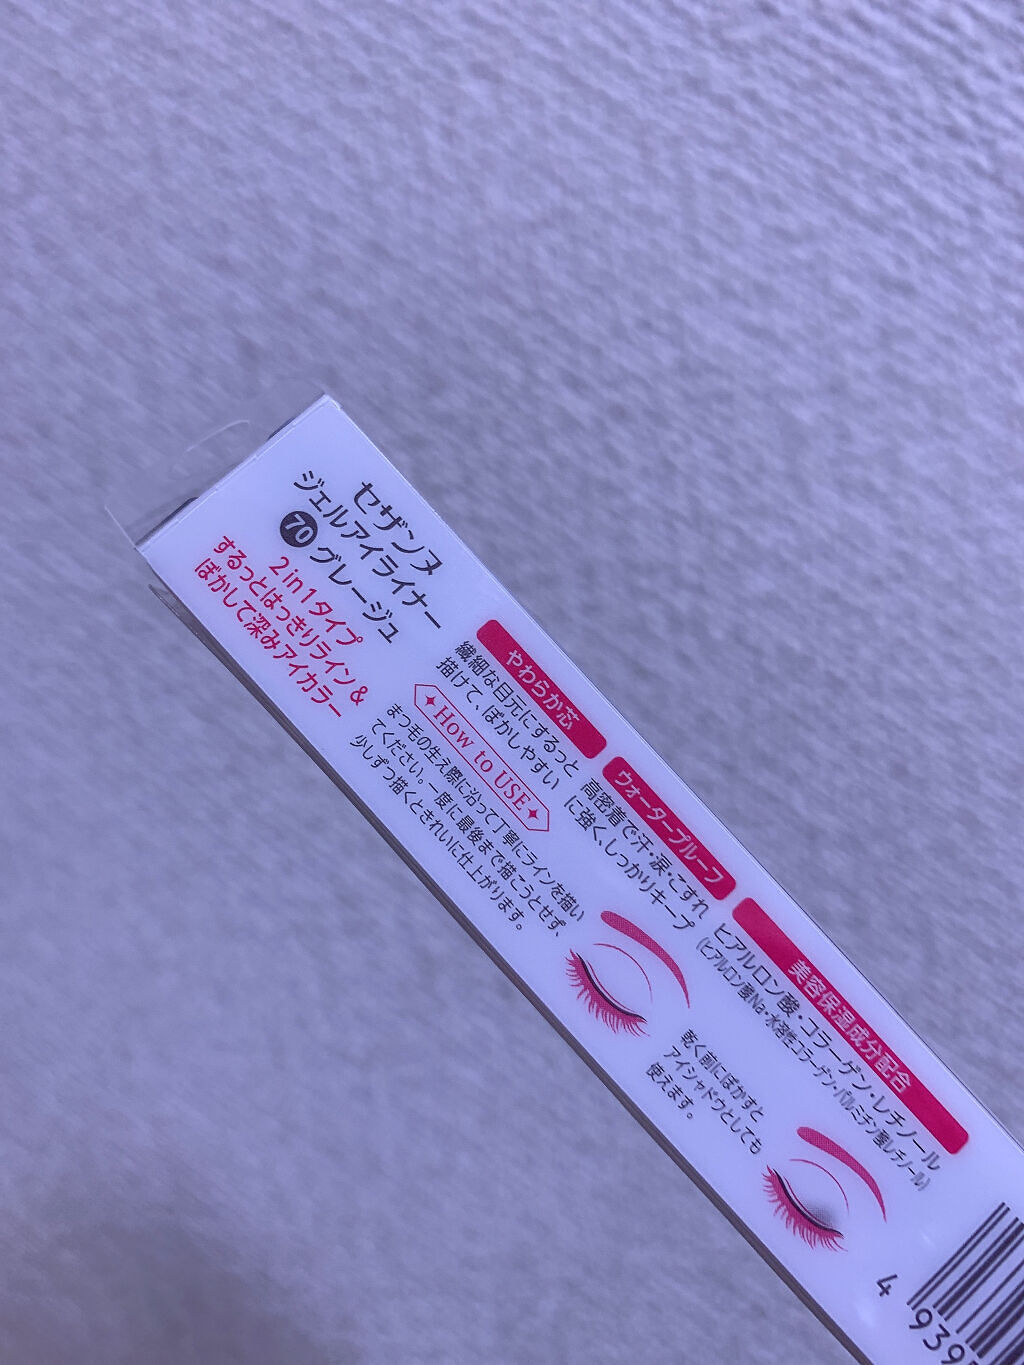 セザンヌ
ジェルアイライナー
70 グレージュ
2 in 1 タイプ
するっとはっきりライン &
ぼかして深みアイカラー
やわらか芯
繊細な目元にするっと
描けて、ぼかしやすい
ウォータープルーフ
高密着で汗・涙・こすれ
に強く、しっかりキープ
美容保湿成分配合
ヒアルロン酸・コラーゲン・レチノール
(ヒアルロン酸Na・水溶性コラーゲン・パルミチン酸レチノール)
How to USE
まつ毛の生え際に沿って丁寧にラインを描い
てください。一度に最後まで描こうとせず、
少しずつ描くときれいに仕上がります。
乾く前にぼかすと
アイシャドウとしても
使えます。
4 939